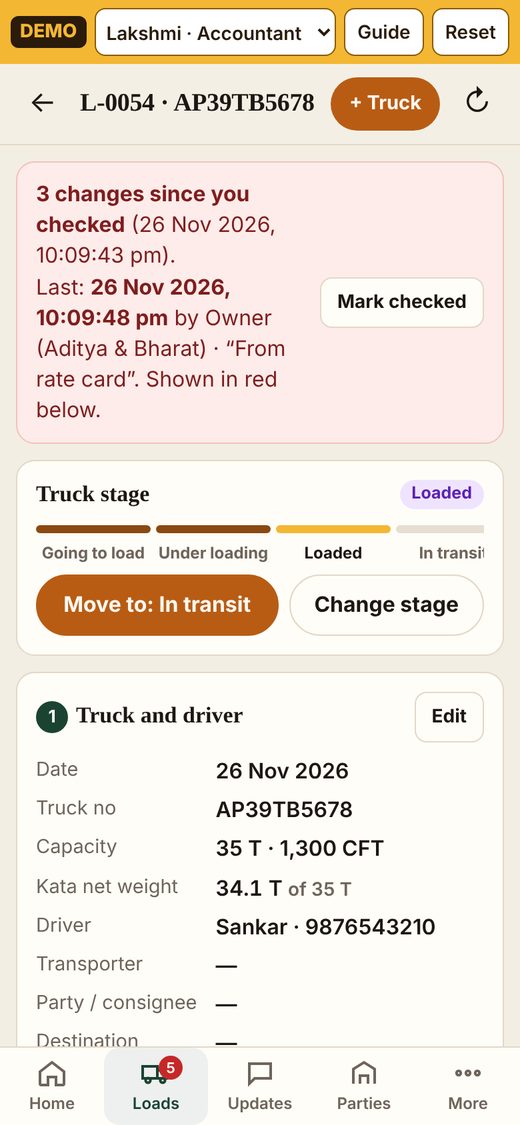 DEMO
Lakshmi · Accountant
Guide
Reset
L-0054 · AP39TB5678
+ Truck
3 changes since you
checked (26 Nov 2026,
10:09:43 pm).
Last: 26 Nov 2026,
10:09:48 pm by Owner
(Aditya & Bharat) · “From
rate card”. Shown in red
below.
Mark checked
Truck stage
Loaded
Going to load
Under loading
Loaded
In transit
Move to: In transit
Change stage
1 Truck and driver
Edit
Date 26 Nov 2026
Truck no AP39TB5678
Capacity 35 T · 1,300 CFT
Kata net weight 34.1 T of 35 T
Driver Sankar · 9876543210
Transporter —
Party / consignee —
Destination —
5
Home
Loads
Updates
Parties
More